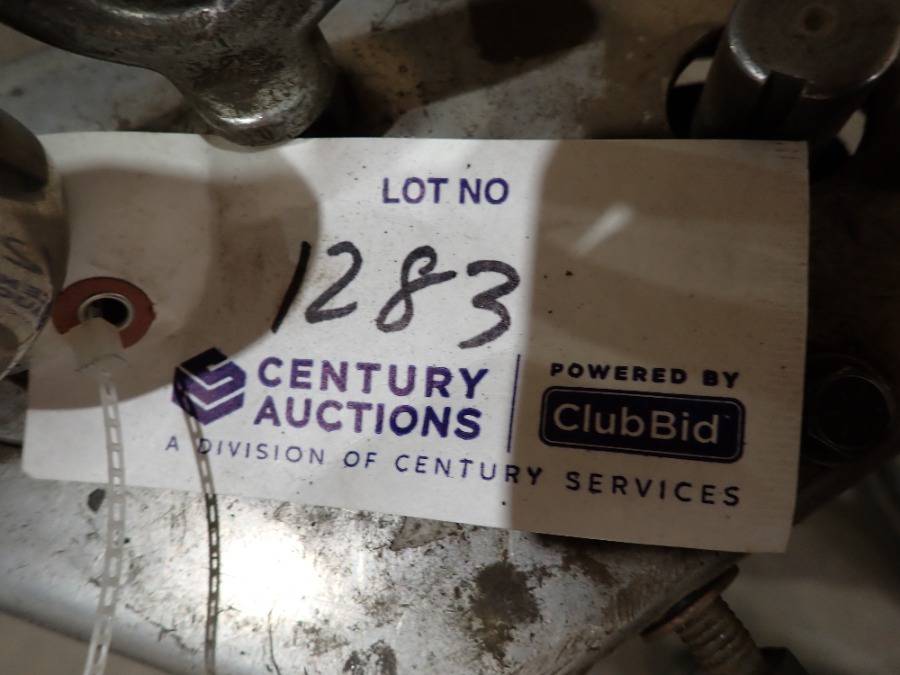 LOT NO
1283
CENTURY
AUCTIONS
A DIVISION OF CENTURY SERVICES
POWERED BY
ClubBid